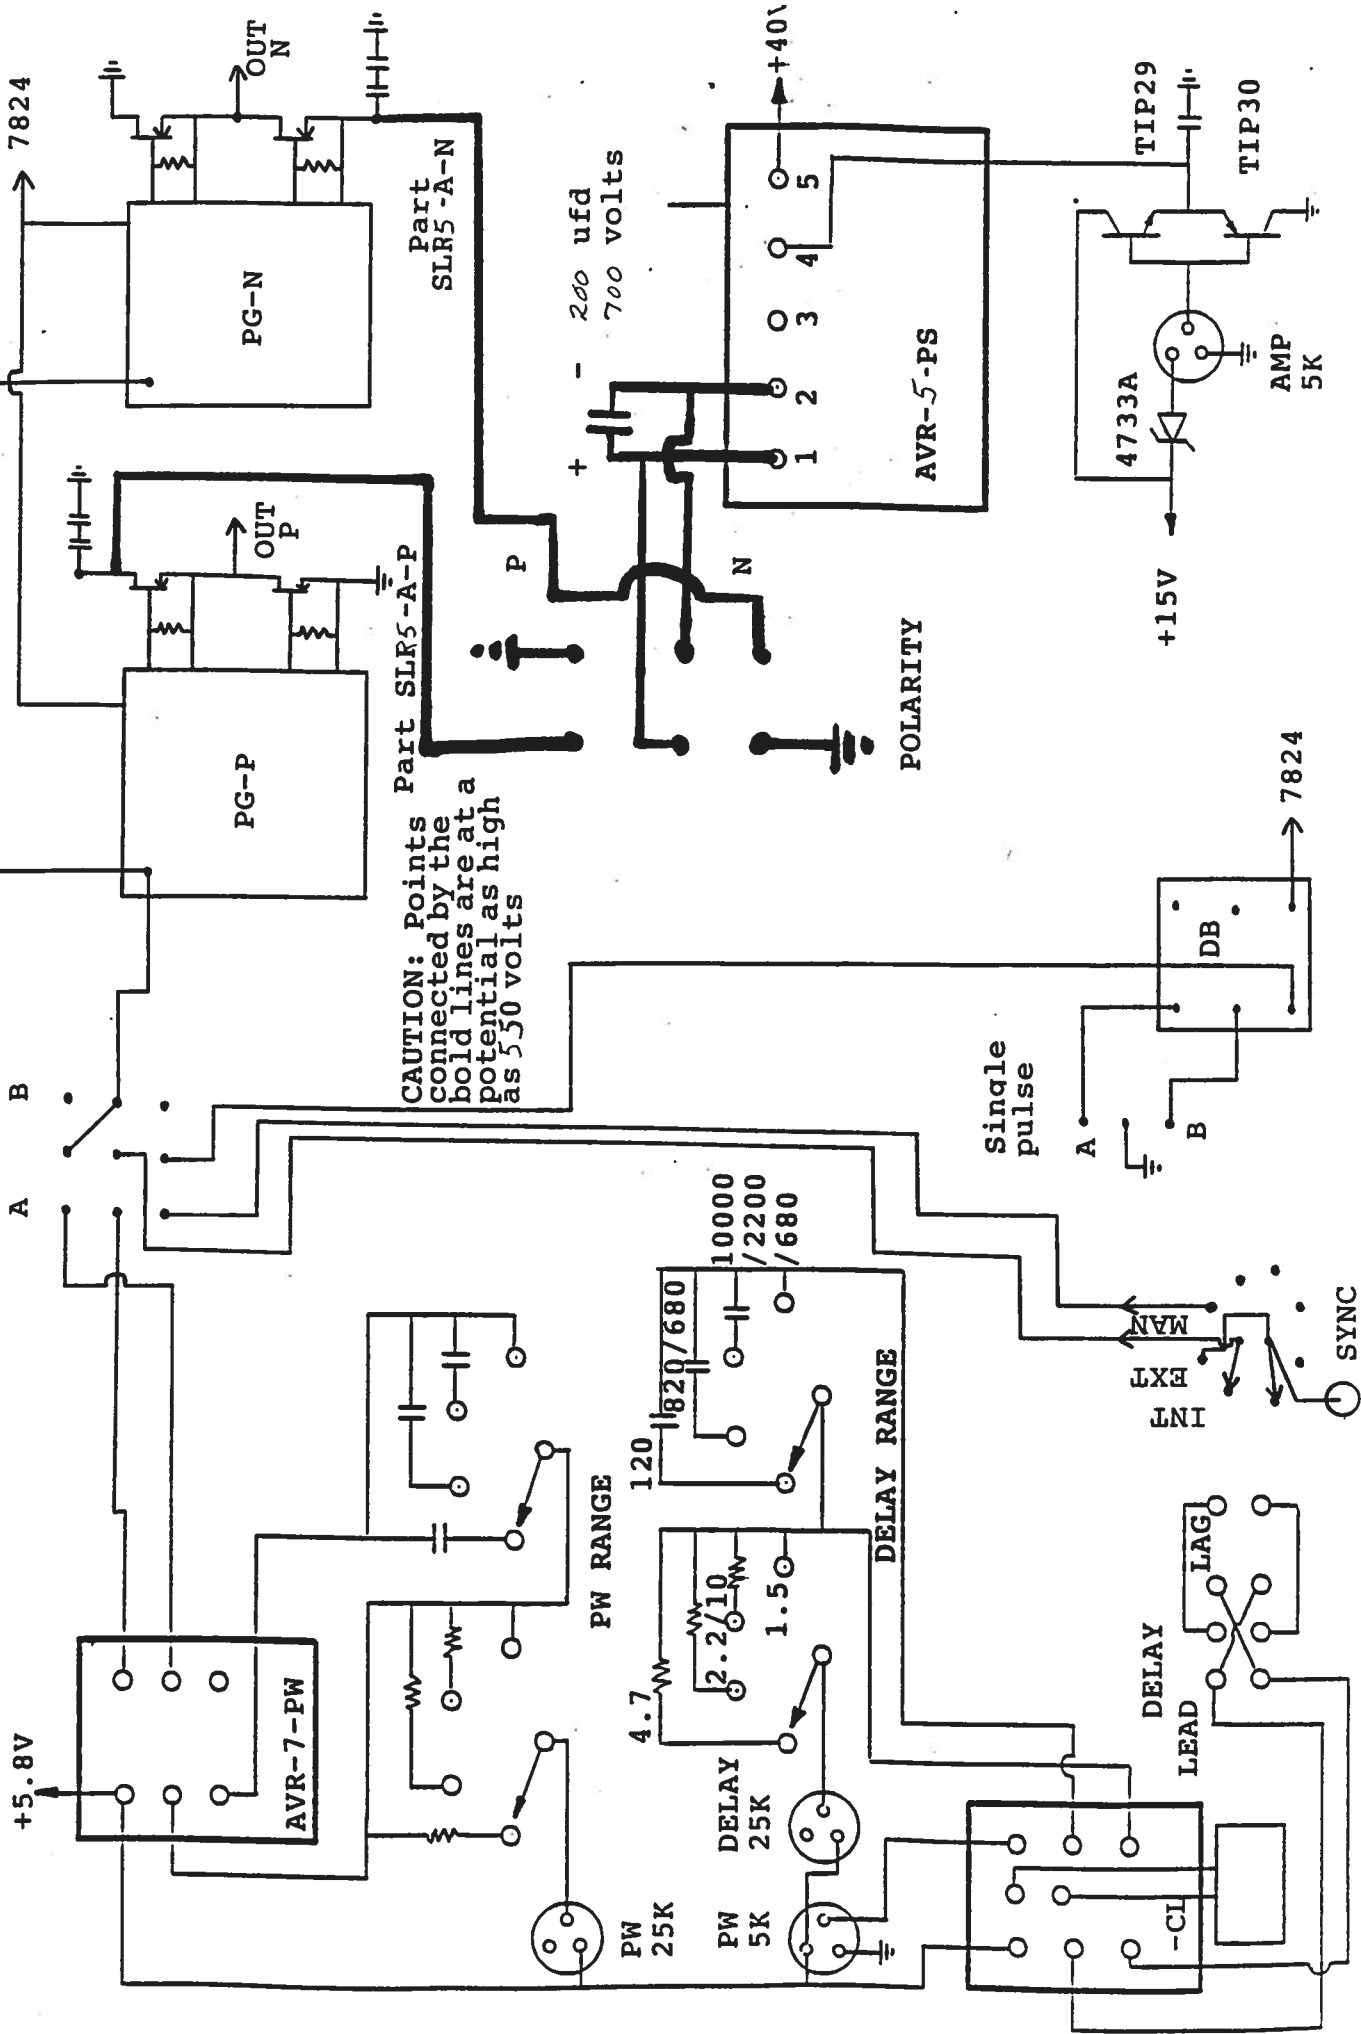 7824
OUT
N
PG-N
Part
SLR5-A-N
OUT
P
PG-P
Part SLR5-A-P
CAUTION: Points
connected by the
bold lines are at a
potential as high
as 550 volts
+
-
200 ufd
700 volts
+40V
1
2
3
4
5
AVR-5-PS
P
N
POLARITY
TIP29
TIP30
4733A
AMP
5K
+15V
A
B
+5.8V
AVR-7-PW
PW RANGE
PW
25K
120
820/680
10000
/2200
/680
4.7
2.2/10
1.5
DELAY RANGE
DELAY
25K
PW
5K
-CL
DELAY
LEAD
LAG
INT
EXT
MAN
SYNC
Single
pulse
A
B
DB
7824